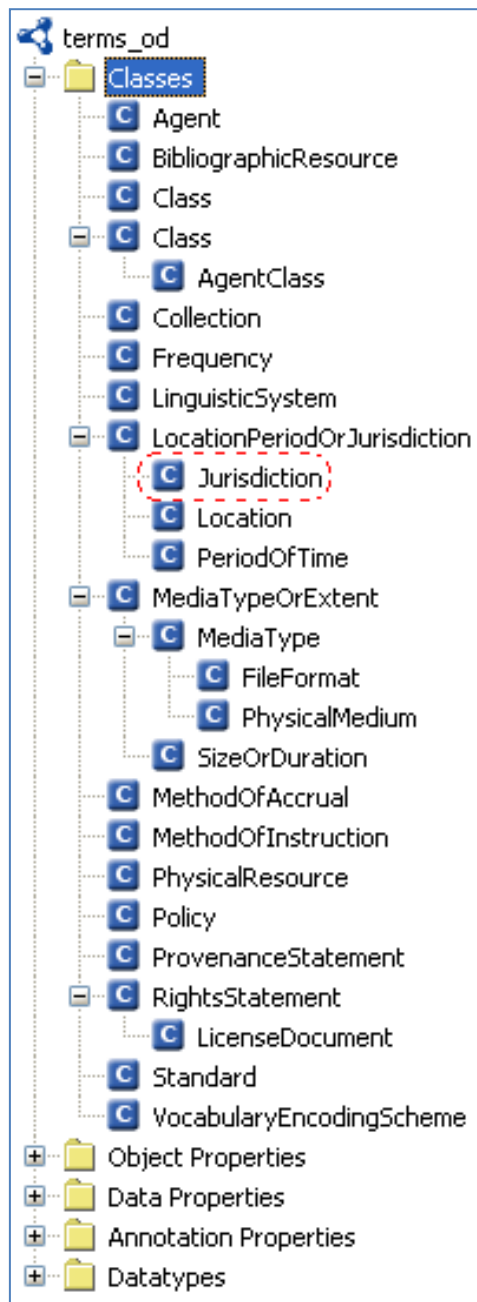 terms_od
Classes
C Agent
C BibliographicResource
C Class
C Class
C AgentClass
C Collection
C Frequency
C LinguisticSystem
C LocationPeriodOrJurisdiction
C Jurisdiction
C Location
C PeriodOfTime
C MediaTypeOrExtent
C MediaType
C FileFormat
C PhysicalMedium
C SizeOrDuration
C MethodOfAccrual
C MethodOfInstruction
C PhysicalResource
C Policy
C ProvenanceStatement
C RightsStatement
C LicenseDocument
C Standard
C VocabularyEncodingScheme
Object Properties
Data Properties
Annotation Properties
Datatypes